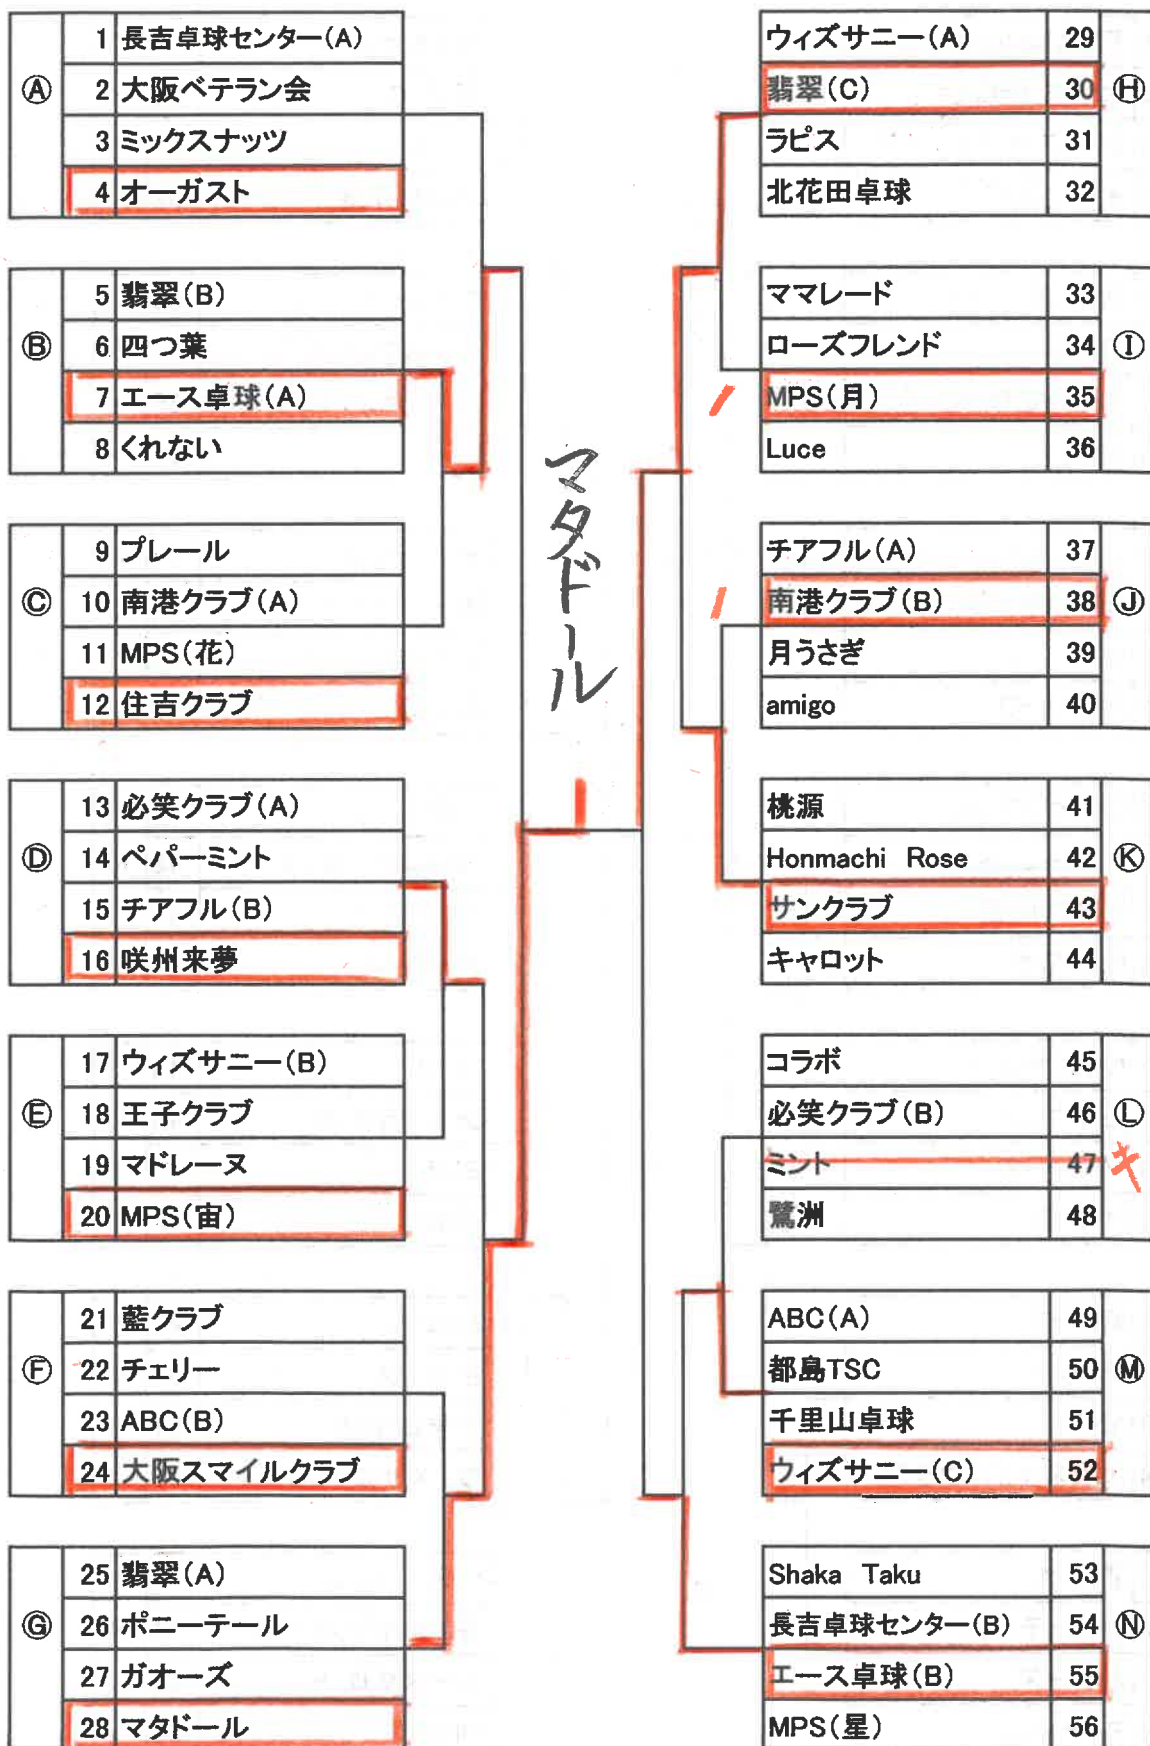 Ⓐ
1 長吉卓球センター(A)
2 大阪ベテラン会
3 ミックスナッツ
4 オーガスト
Ⓑ
5 翡翠(B)
6 四つ葉
7 エース卓球(A)
8 くれない
Ⓒ
9 プレール
10 南港クラブ(A)
11 MPS(花)
12 住吉クラブ
Ⓓ
13 必笑クラブ(A)
14 ペパーミント
15 チアフル(B)
16 咲州来夢
Ⓔ
17 ウィズサニー(B)
18 王子クラブ
19 マドレーヌ
20 MPS(宙)
Ⓕ
21 藍クラブ
22 チェリー
23 ABC(B)
24 大阪スマイルクラブ
Ⓖ
25 翡翠(A)
26 ポニーテール
27 ガオーズ
28 マタドール
マタドール
ウィズサニー(A) 29
翡翠(C) 30
ラピス 31
北花田卓球 32
Ⓗ
ママレード 33
ローズフレンド 34
MPS(月) 35
Luce 36
Ⓘ
チアフル(A) 37
南港クラブ(B) 38
月うさぎ 39
amigo 40
Ⓙ
桃源 41
Honmachi Rose 42
サンクラブ 43
キャロット 44
Ⓚ
コラボ 45
必笑クラブ(B) 46
ミント 47
鷺洲 48
Ⓛ
キ
ABC(A) 49
都島TSC 50
千里山卓球 51
ウィズサニー(C) 52
Ⓜ
Shaka Taku 53
長吉卓球センター(B) 54
エース卓球(B) 55
MPS(星) 56
Ⓝ